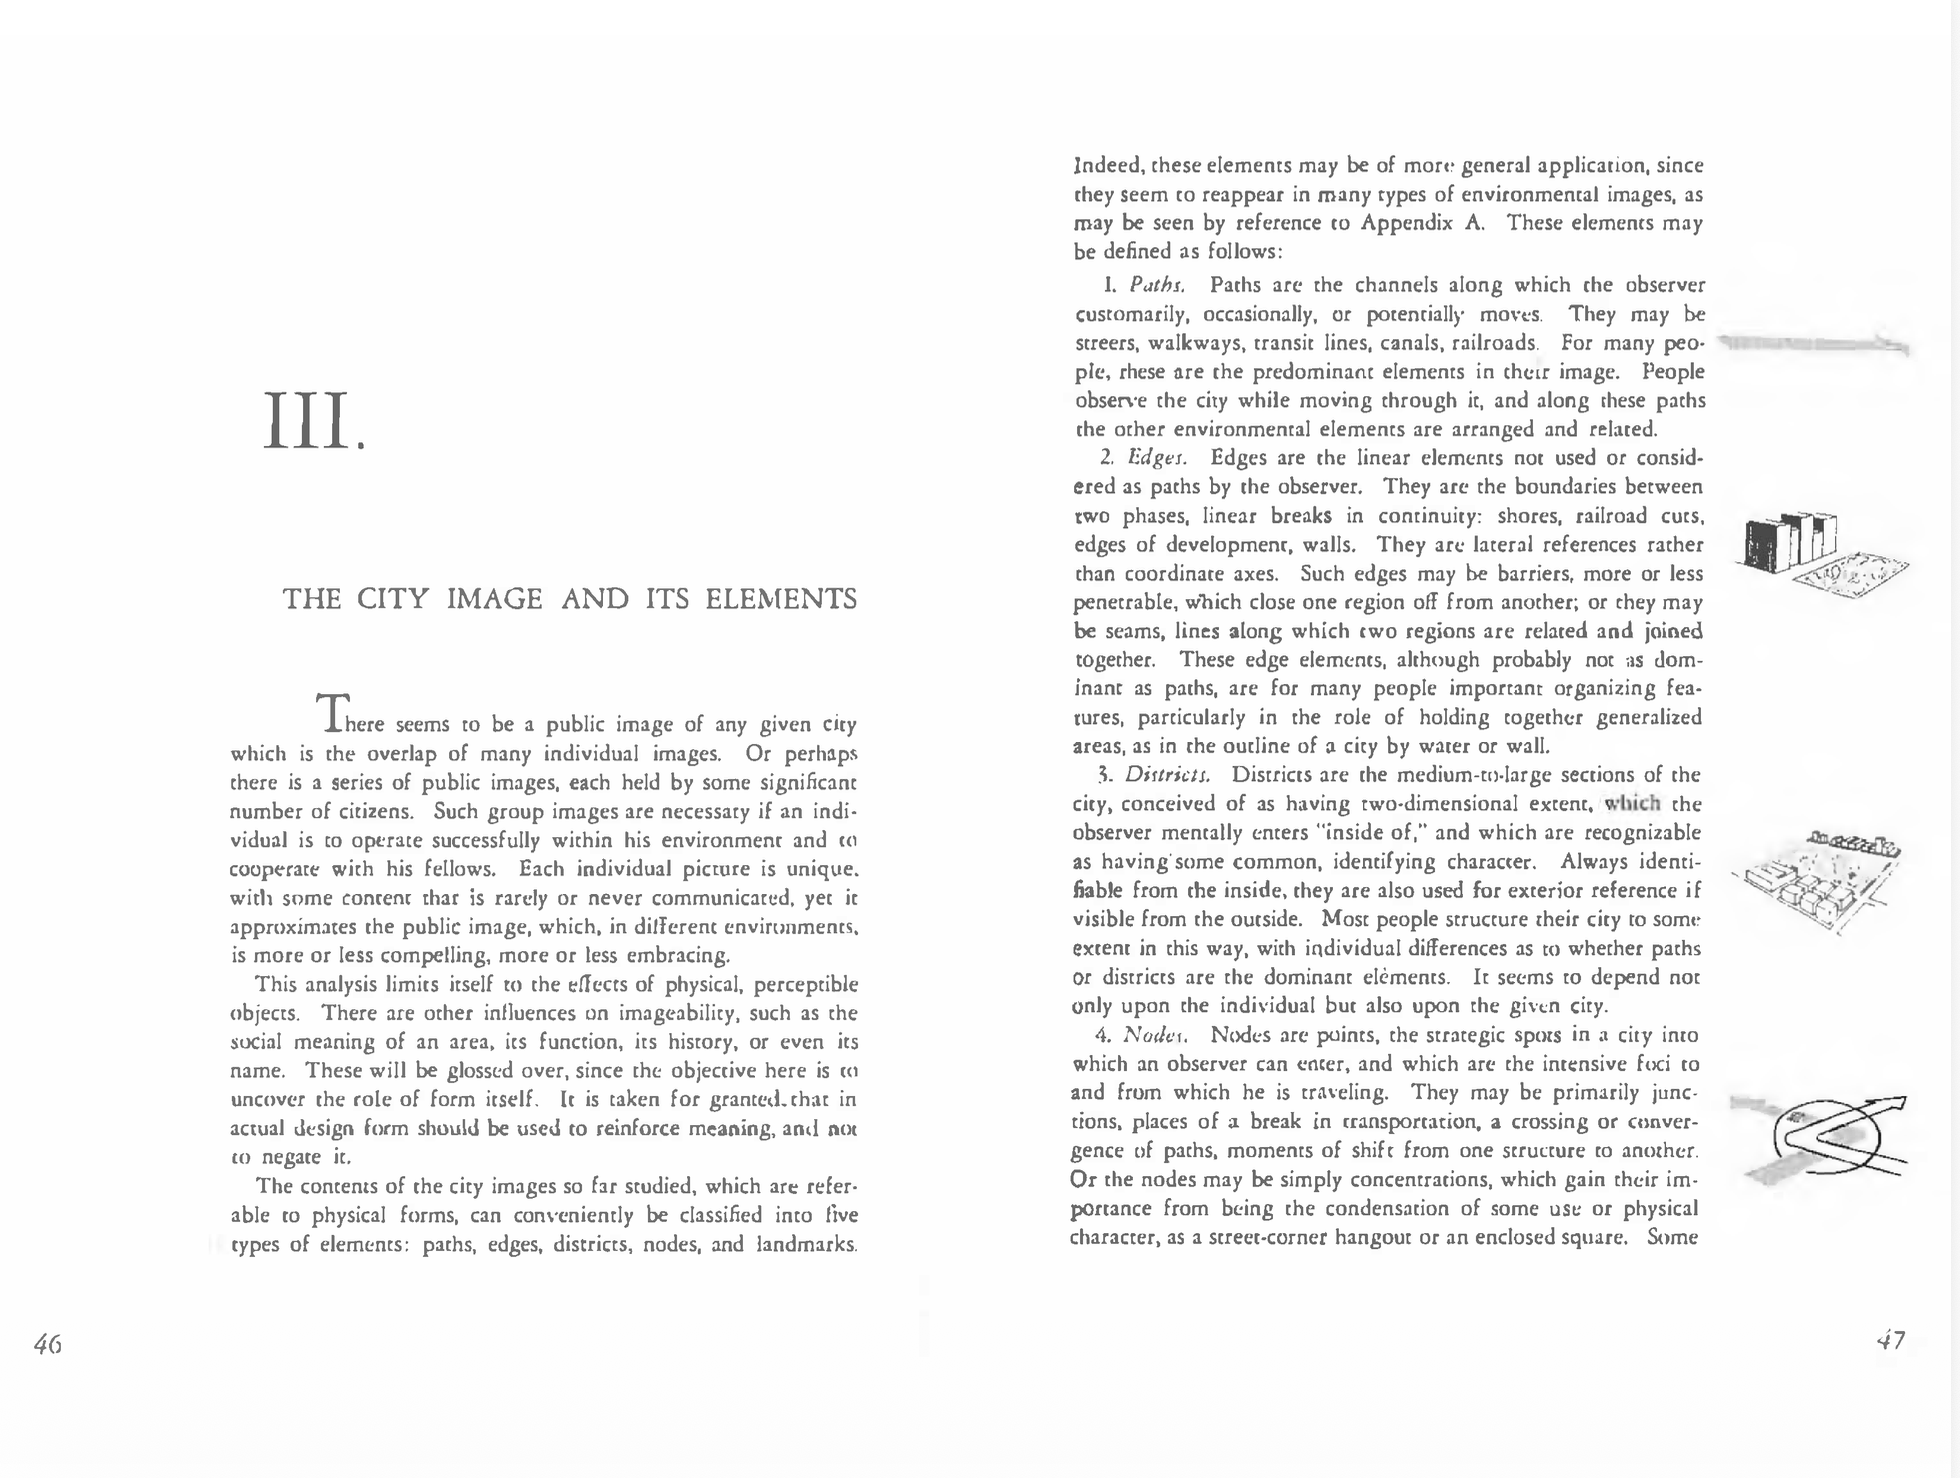 III.
THE CITY IMAGE AND ITS ELEMENTS
There seems to be a public image of any given city
which is the overlap of many individual images. Or perhaps
there is a series of public images, each held by some significant
number of citizens. Such group images are necessary if an indi-
vidual is to operate successfully within his environment and to
cooperate with his fellows. Each individual picture is unique,
with some content that is rarely or never communicated, yet it
approximates the public image, which, in different environments,
is more or less compelling, more or less embracing.
This analysis limits itself to the effects of physical, perceptible
objects. There are other influences on imageability, such as the
social meaning of an area, its function, its history, or even its
name. These will be glossed over, since the objective here is to
uncover the role of form itself. It is taken for granted that in
actual design form should be used to reinforce meaning, and not
to negate it.
The contents of the city images so far studied, which are refer-
able to physical forms, can conveniently be classified into five
types of elements: paths, edges, districts, nodes, and landmarks.
46
Indeed, these elements may be of more general application, since
they seem to reappear in many types of environmental images, as
may be seen by reference to Appendix A. These elements may
be defined as follows:
1. Paths. Paths are the channels along which the observer
customarily, occasionally, or potentially moves. They may be
streets, walkways, transit lines, canals, railroads. For many peo-
ple, these are the predominant elements in their image. People
observe the city while moving through it, and along these paths
the other environmental elements are arranged and related.
2. Edges. Edges are the linear elements not used or consid-
ered as paths by the observer. They are the boundaries between
two phases, linear breaks in continuity: shores, railroad cuts,
edges of development, walls. They are lateral references rather
than coordinate axes. Such edges may be barriers, more or less
penetrable, which close one region off from another; or they may
be seams, lines along which two regions are related and joined
together. These edge elements, although probably not as dom-
inant as paths, are for many people important organizing fea-
tures, particularly in the role of holding together generalized
areas, as in the outline of a city by water or wall.
3. Districts. Districts are the medium-to-large sections of the
city, conceived of as having two-dimensional extent, which the
observer mentally enters "inside of," and which are recognizable
as having some common, identifying character. Always identi-
fiable from the inside, they are also used for exterior reference if
visible from the outside. Most people structure their city to some
extent in this way, with individual differences as to whether paths
or districts are the dominant elements. It seems to depend not
only upon the individual but also upon the given city.
4. Nodes. Nodes are points, the strategic spots in a city into
which an observer can enter, and which are the intensive foci to
and from which he is traveling. They may be primarily junc-
tions, places of a break in transportation, a crossing or conver-
gence of paths, moments of shift from one structure to another.
Or the nodes may be simply concentrations, which gain their im-
portance from being the condensation of some use or physical
character, as a street-corner hangout or an enclosed square. Some
47